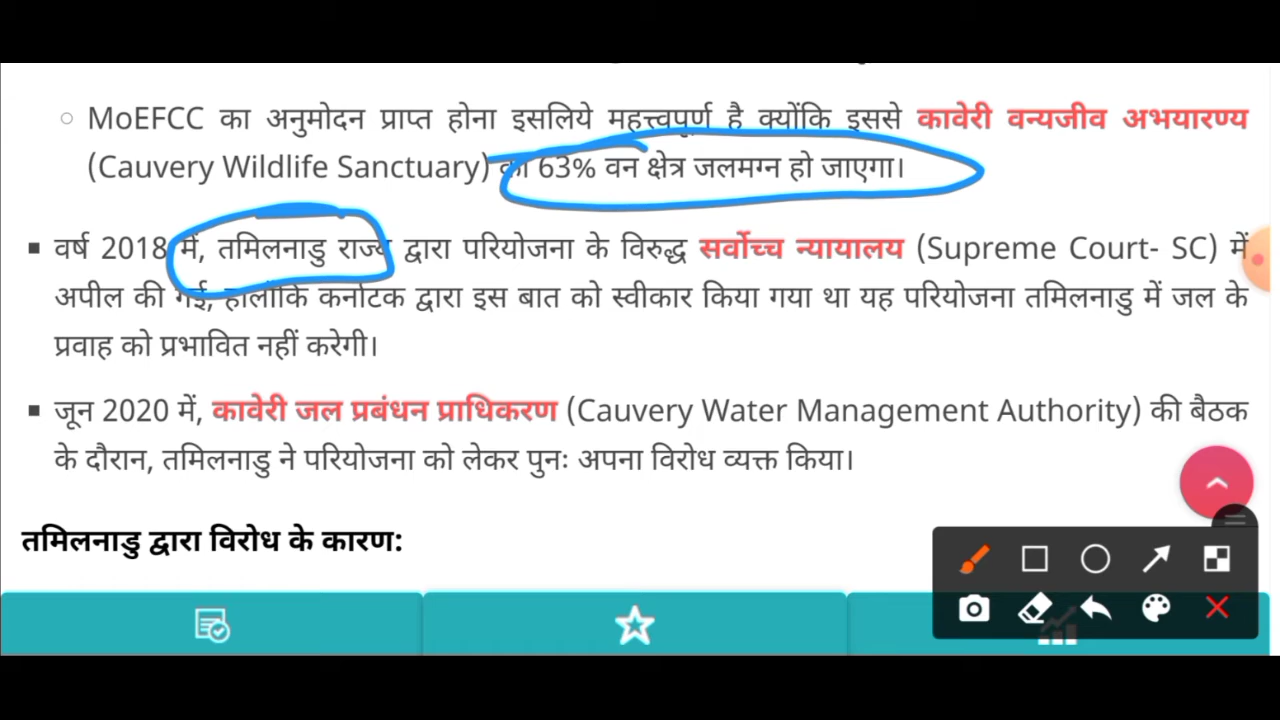 MoEFCC का अनुमोदन प्राप्त होना इसलिये महत्त्वपूर्ण है क्योंकि इससे कावेरी वन्यजीव अभयारण्य
(Cauvery Wildlife Sanctuary) का 63% वन क्षेत्र जलमग्न हो जाएगा।
वर्ष 2018 में, तमिलनाडु राज्य द्वारा परियोजना के विरुद्ध सर्वोच्च न्यायालय (Supreme Court- SC) में
अपील की गई, हालाँकि कर्नाटक द्वारा इस बात को स्वीकार किया गया था यह परियोजना तमिलनाडु में जल के
प्रवाह को प्रभावित नहीं करेगी।
जून 2020 में, कावेरी जल प्रबंधन प्राधिकरण (Cauvery Water Management Authority) की बैठक
के दौरान, तमिलनाडु ने परियोजना को लेकर पुनः अपना विरोध व्यक्त किया।
तमिलनाडु द्वारा विरोध के कारण: